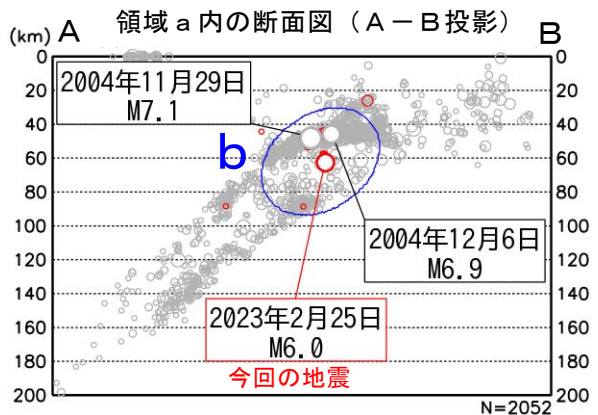 領域ａ内の断面図（Ａ－Ｂ投影）
(km) A B
0 0
20 20
40 40
60 60
80 80
100 100
120 120
140 140
160 160
180 180
200 200
2004年11月29日
M7.1
b
2004年12月6日
M6.9
2023年2月25日
M6.0
今回の地震
N=2052